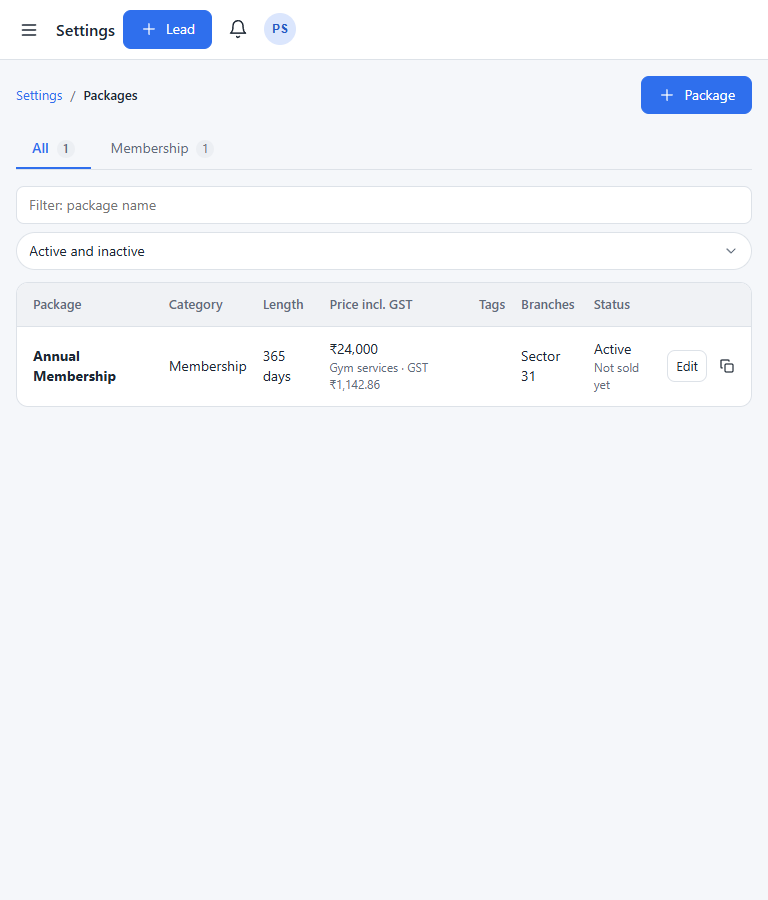 Settings
Lead
PS
Settings / Packages
Package
All 1
Membership 1
Filter: package name
Active and inactive
Package Category Length Price incl. GST Tags Branches Status
Annual
Membership
Membership
365
days
₹24,000
Gym services · GST
₹1,142.86
Sector
31
Active
Not sold
yet
Edit